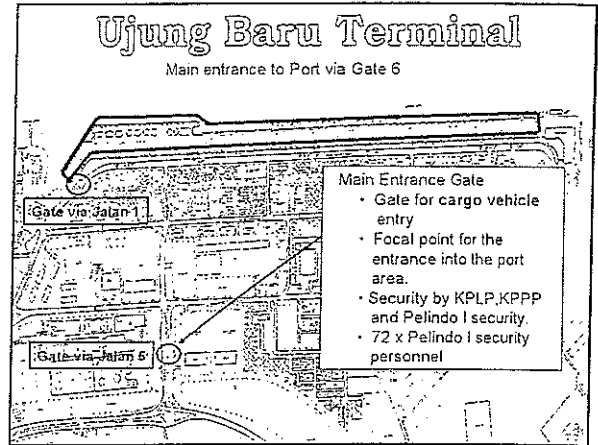 Ujung Baru Terminal
Main entrance to Port via Gate 6
Gate via Jalan 1
Main Entrance Gate
• Gate for cargo vehicle
entry
• Focal point for the
entrance into the port
area.
• Security by KPLP,KPPP
and Pelindo I security.
• 72 x Pelindo I security
personnel
Gate via Jalan 5